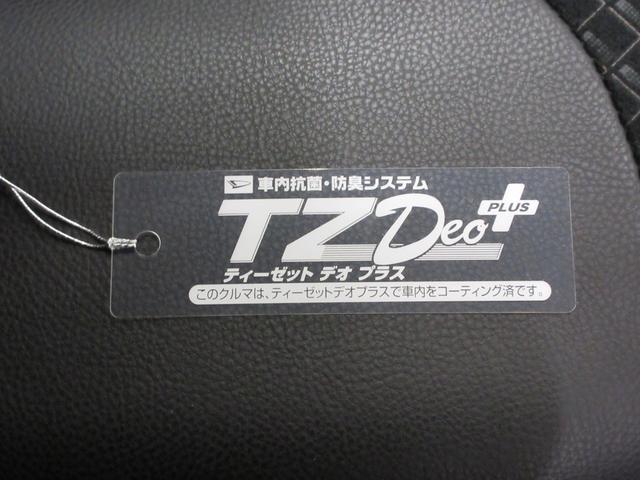 車内抗菌・防臭システム
TZ Deo PLUS
ティーゼット デオ プラス
このクルマは、ティーゼットデオプラスで車内をコーティング済です。